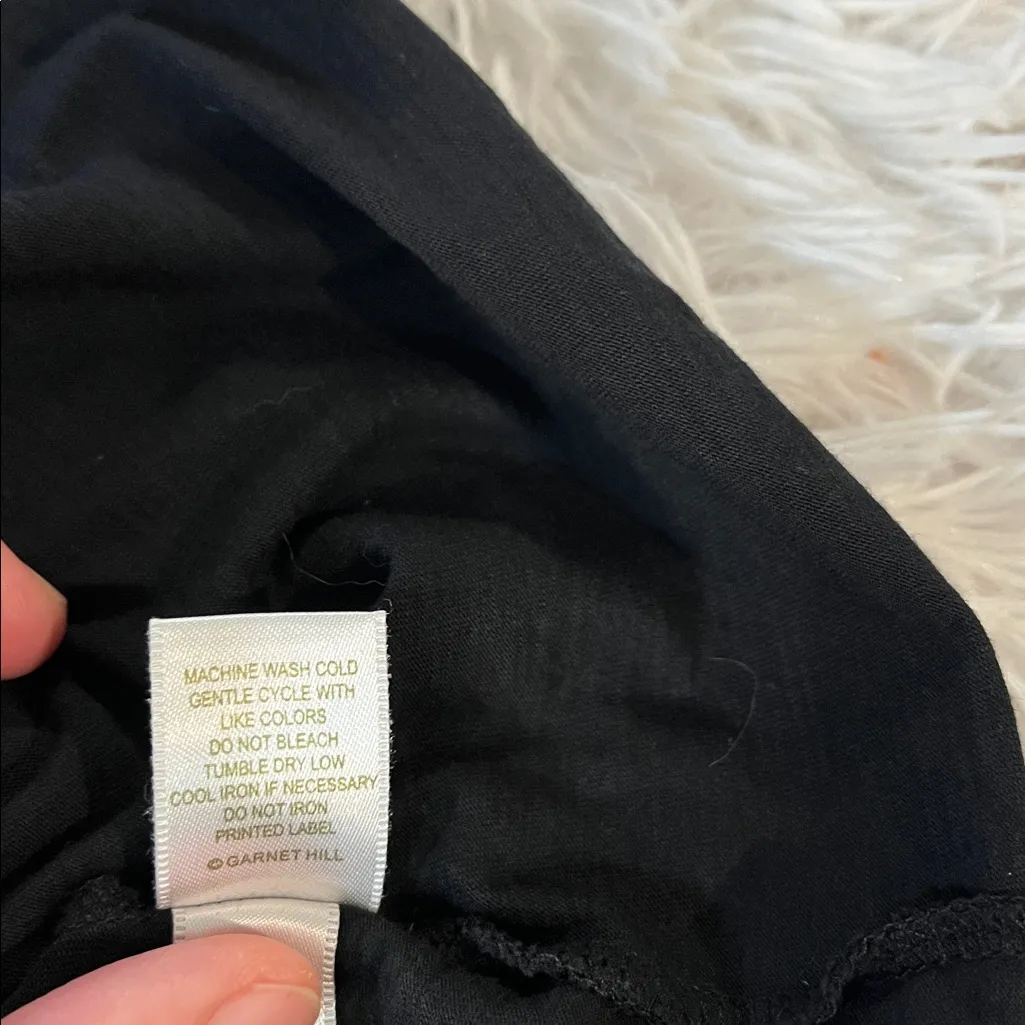 MACHINE WASH COLD
GENTLE CYCLE WITH
LIKE COLORS
DO NOT BLEACH
TUMBLE DRY LOW
COOL IRON IF NECESSARY
DO NOT IRON
PRINTED LABEL
©GARNET HILL